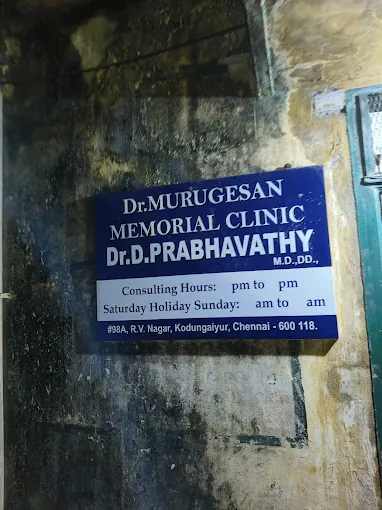 Dr.MURUGESAN
MEMORIAL CLINIC
Dr.D.PRABHAVATHY
M.D.,DD.,
Consulting Hours: pm to pm
Saturday Holiday Sunday: am to am
#98A, R.V. Nagar, Kodungaiyur, Chennai - 600 118.